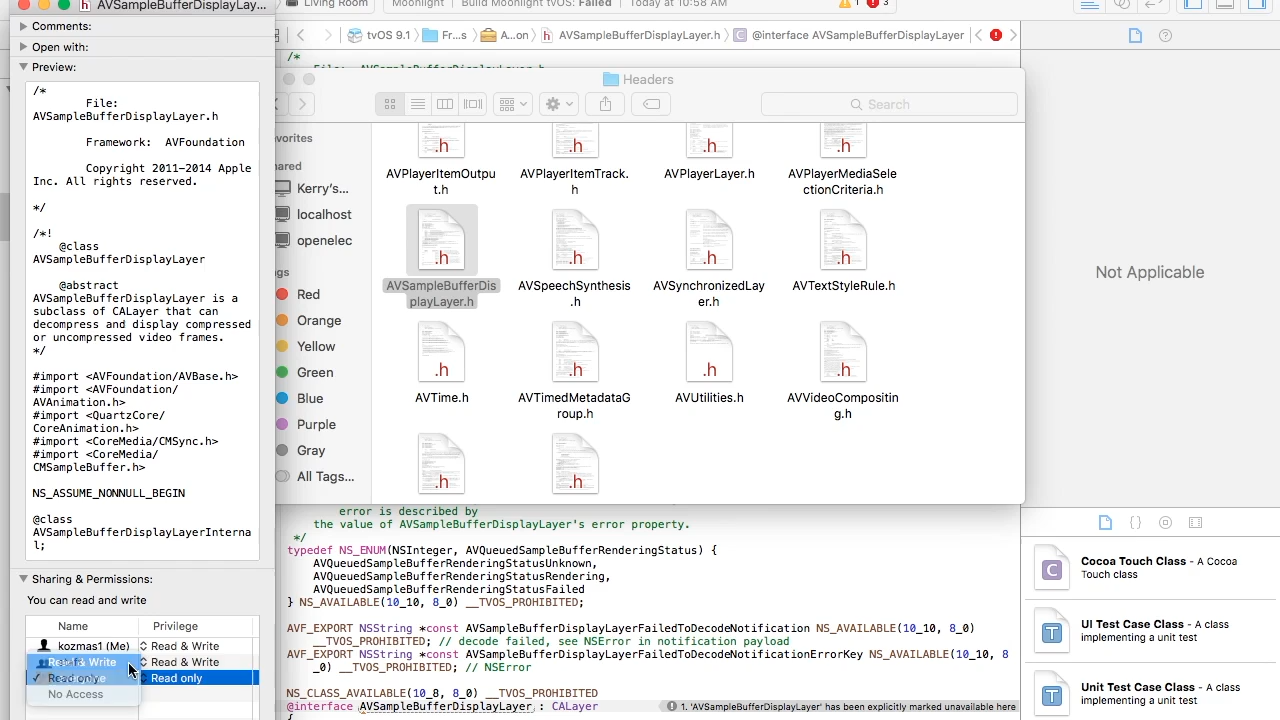 AVSampleBufferDisplayLay...
Living Room
Moonlight
Build Moonlight tvOS: Failed
Today at 10:58 AM
1
3
Comments:
Open with:
Preview:
/*
File:
AVSampleBufferDisplayLayer.h
Framework: AVFoundation
Copyright 2011-2014 Apple
Inc. All rights reserved.
*/
/*!
@class
AVSampleBufferDisplayLayer
@abstract
AVSampleBufferDisplayLayer is a
subclass of CALayer that can
decompress and display compressed
or uncompressed video frames.
*/
#import <AVFoundation/AVBase.h>
#import <AVFoundation/
AVAnimation.h>
#import <QuartzCore/
CoreAnimation.h>
#import <CoreMedia/CMSync.h>
#import <CoreMedia/
CMSampleBuffer.h>
NS_ASSUME_NONNULL_BEGIN
@class
AVSampleBufferDisplayLayerInterna
l;
Sharing & Permissions:
You can read and write
Name
Privilege
kozmas1 (Me)
Read & Write
Read & Write
Read & Write
Read only
Read only
No Access
tvOS 9.1
Fr...s
A...on
AVSampleBufferDisplayLayer.h
@interface AVSampleBufferDisplayLayer
/*
File: AVSampleBufferDisplayLayer.h
Headers
Search
vorites
ared
Kerry's...
localhost
openelec
gs
Red
Orange
Yellow
Green
Blue
Purple
Gray
All Tags...
AVPlayerItemOutpu
t.h
AVPlayerItemTrack.
h
AVPlayerLayer.h
AVPlayerMediaSele
ctionCriteria.h
AVSampleBufferDis
playLayer.h
AVSpeechSynthesis
.h
AVSynchronizedLay
er.h
AVTextStyleRule.h
AVTime.h
AVTimedMetadataG
roup.h
AVUtilities.h
AVVideoCompositin
g.h
error is described by
the value of AVSampleBufferDisplayLayer's error property.
*/
typedef NS_ENUM(NSInteger, AVQueuedSampleBufferRenderingStatus) {
AVQueuedSampleBufferRenderingStatusUnknown,
AVQueuedSampleBufferRenderingStatusRendering,
AVQueuedSampleBufferRenderingStatusFailed
} NS_AVAILABLE(10_10, 8_0) __TVOS_PROHIBITED;
AVF_EXPORT NSString *const AVSampleBufferDisplayLayerFailedToDecodeNotification NS_AVAILABLE(10_10, 8_0)
__TVOS_PROHIBITED; // decode failed, see NSError in notification payload
AVF_EXPORT NSString *const AVSampleBufferDisplayLayerFailedToDecodeNotificationErrorKey NS_AVAILABLE(10_10, 8
_0) __TVOS_PROHIBITED; // NSError
NS_CLASS_AVAILABLE(10_8, 8_0) __TVOS_PROHIBITED
@interface AVSampleBufferDisplayLayer : CALayer
1. 'AVSampleBufferDisplayLayer' has been explicitly marked unavailable here
{
Not Applicable
Cocoa Touch Class - A Cocoa
Touch class
UI Test Case Class - A class
implementing a unit test
Unit Test Case Class - A class
implementing a unit test